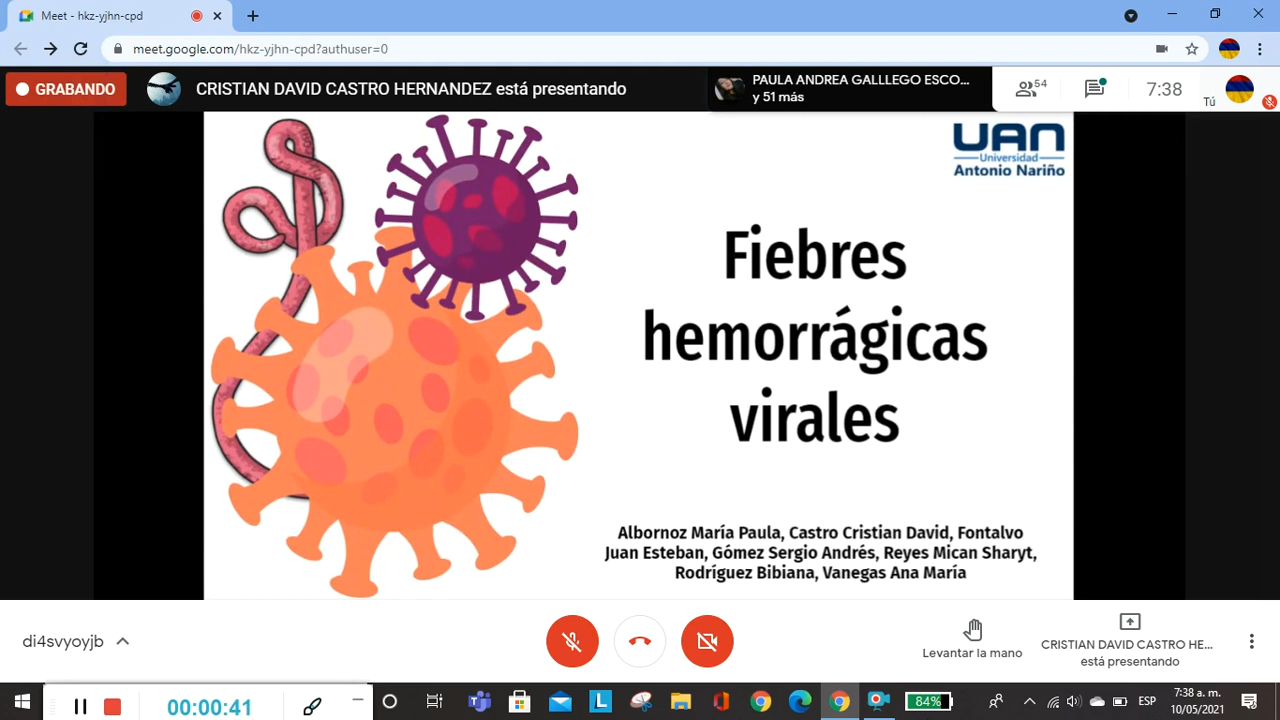 Meet - hkz-yjhn-cpd
meet.google.com/hkz-yjhn-cpd?authuser=0
GRABANDO
CRISTIAN DAVID CASTRO HERNANDEZ está presentando
PAULA ANDREA GALLLEGO ESCO...
y 51 más
54
7:38
Tú
UAN
Universidad
Antonio Nariño
Fiebres
hemorrágicas
virales
Albornoz María Paula, Castro Cristian David, Fontalvo
Juan Esteban, Gómez Sergio Andrés, Reyes Mican Sharyt,
Rodríguez Bibiana, Vanegas Ana María
di4svyoyjb
Levantar la mano
CRISTIAN DAVID CASTRO HE...
está presentando
00:00:41
L
84%
ESP
7:38 a. m.
10/05/2021